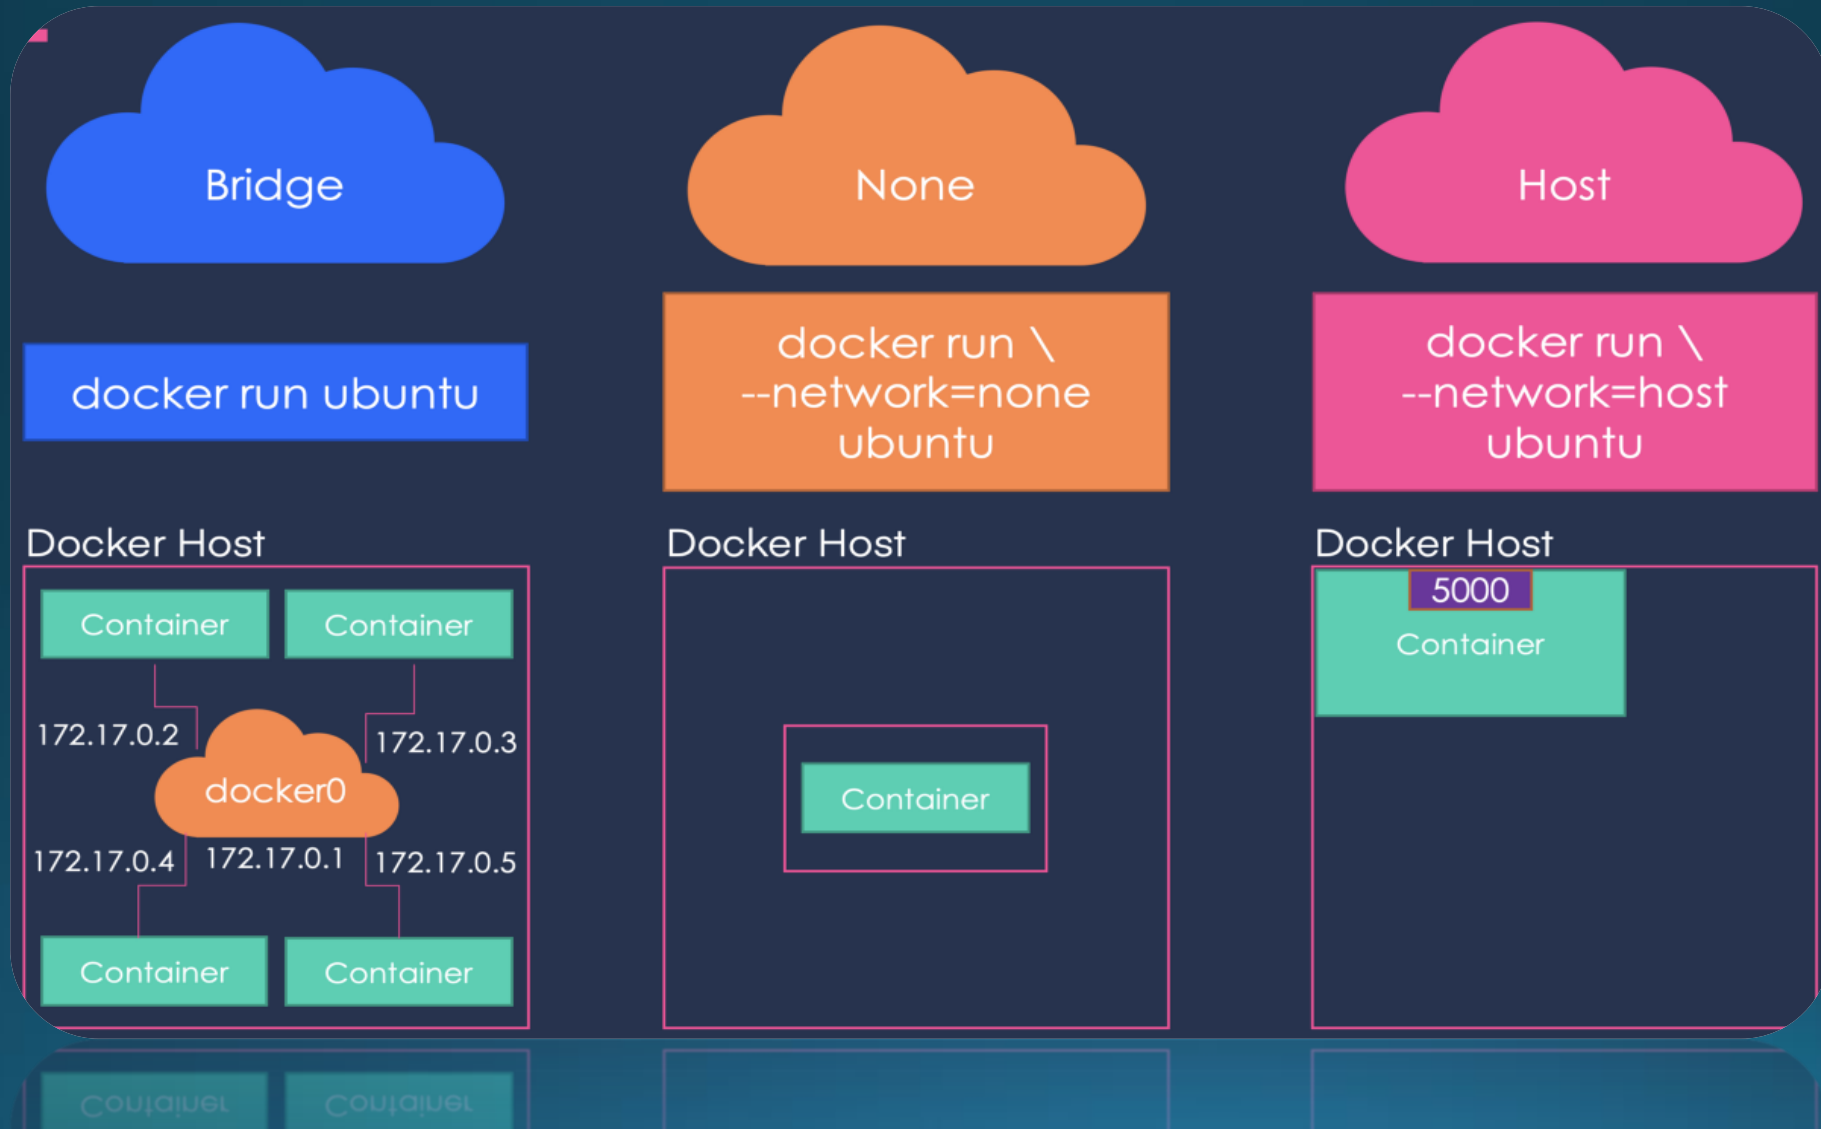 Bridge
None
Host
docker run ubuntu
docker run \
--network=none
ubuntu
docker run \
--network=host
ubuntu
Docker Host
Container
Container
172.17.0.2
172.17.0.3
docker0
172.17.0.4
172.17.0.1
172.17.0.5
Container
Container
Docker Host
Container
Docker Host
5000
Container
Container
Container